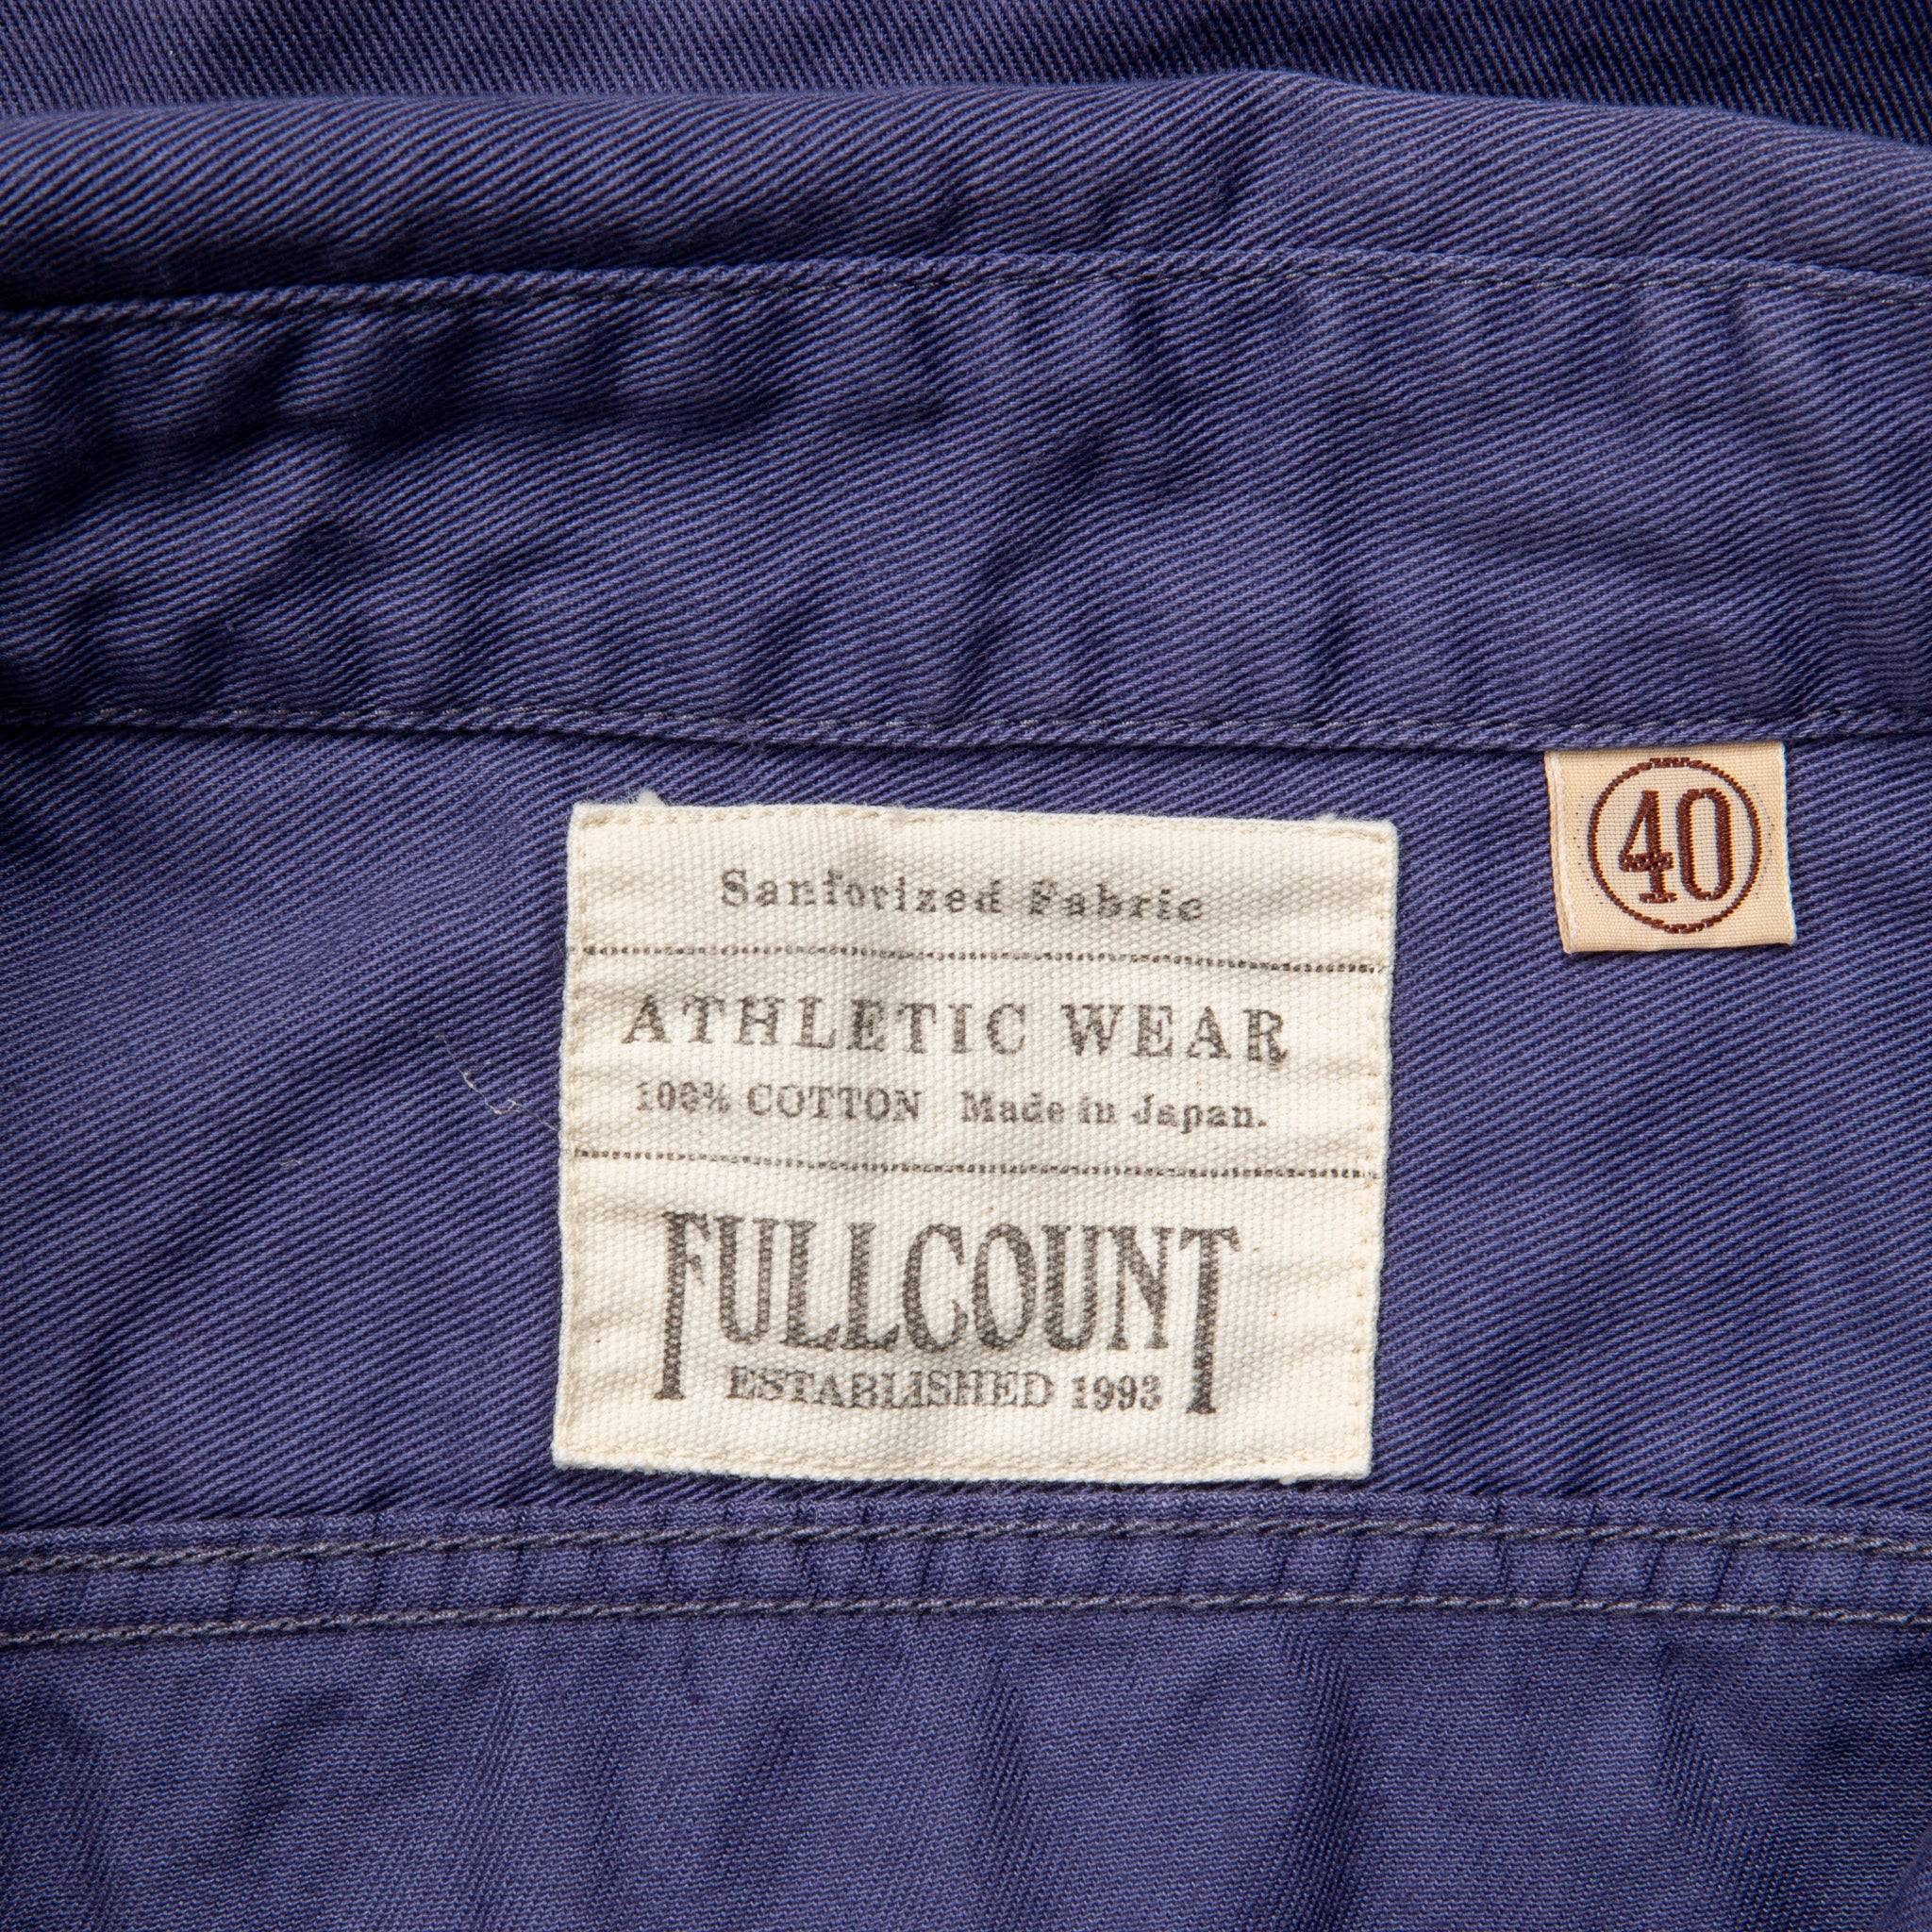 40
Sanforized Fabric
ATHLETIC WEAR
100% COTTON Made in Japan.
FULLCOUNT
ESTABLISHED 1993